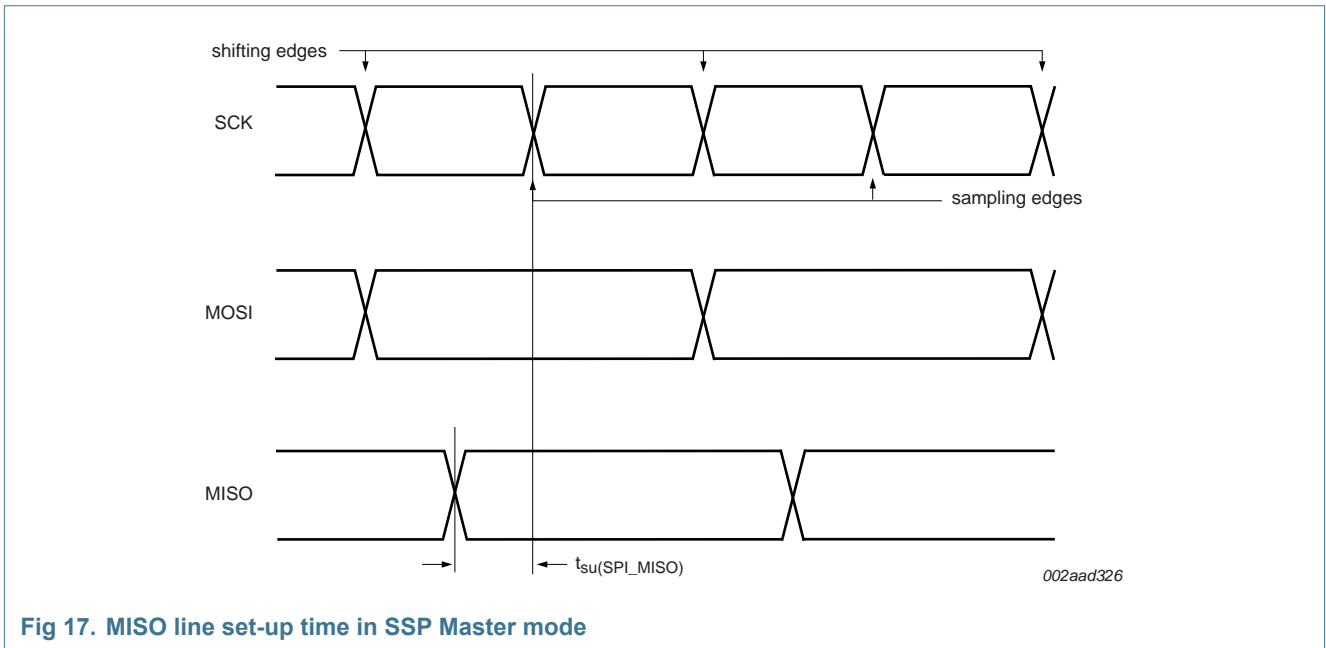 shifting edges
SCK
sampling edges
MOSI
MISO
tsu(SPI_MISO)
002aad326
Fig 17. MISO line set-up time in SSP Master mode